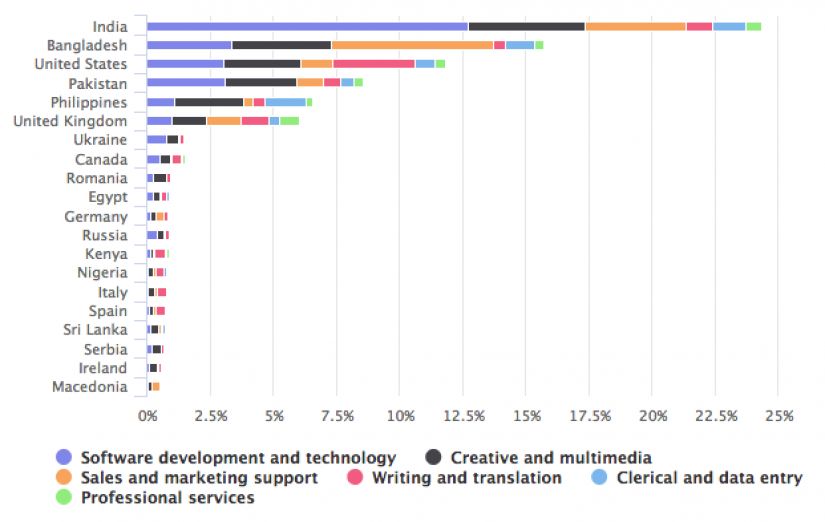 India
Bangladesh
United States
Pakistan
Philippines
United Kingdom
Ukraine
Canada
Romania
Egypt
Germany
Russia
Kenya
Nigeria
Italy
Spain
Sri Lanka
Serbia
Ireland
Macedonia
0% 2.5% 5% 7.5% 10% 12.5% 15% 17.5% 20% 22.5% 25%
Software development and technology Creative and multimedia
Sales and marketing support Writing and translation Clerical and data entry
Professional services